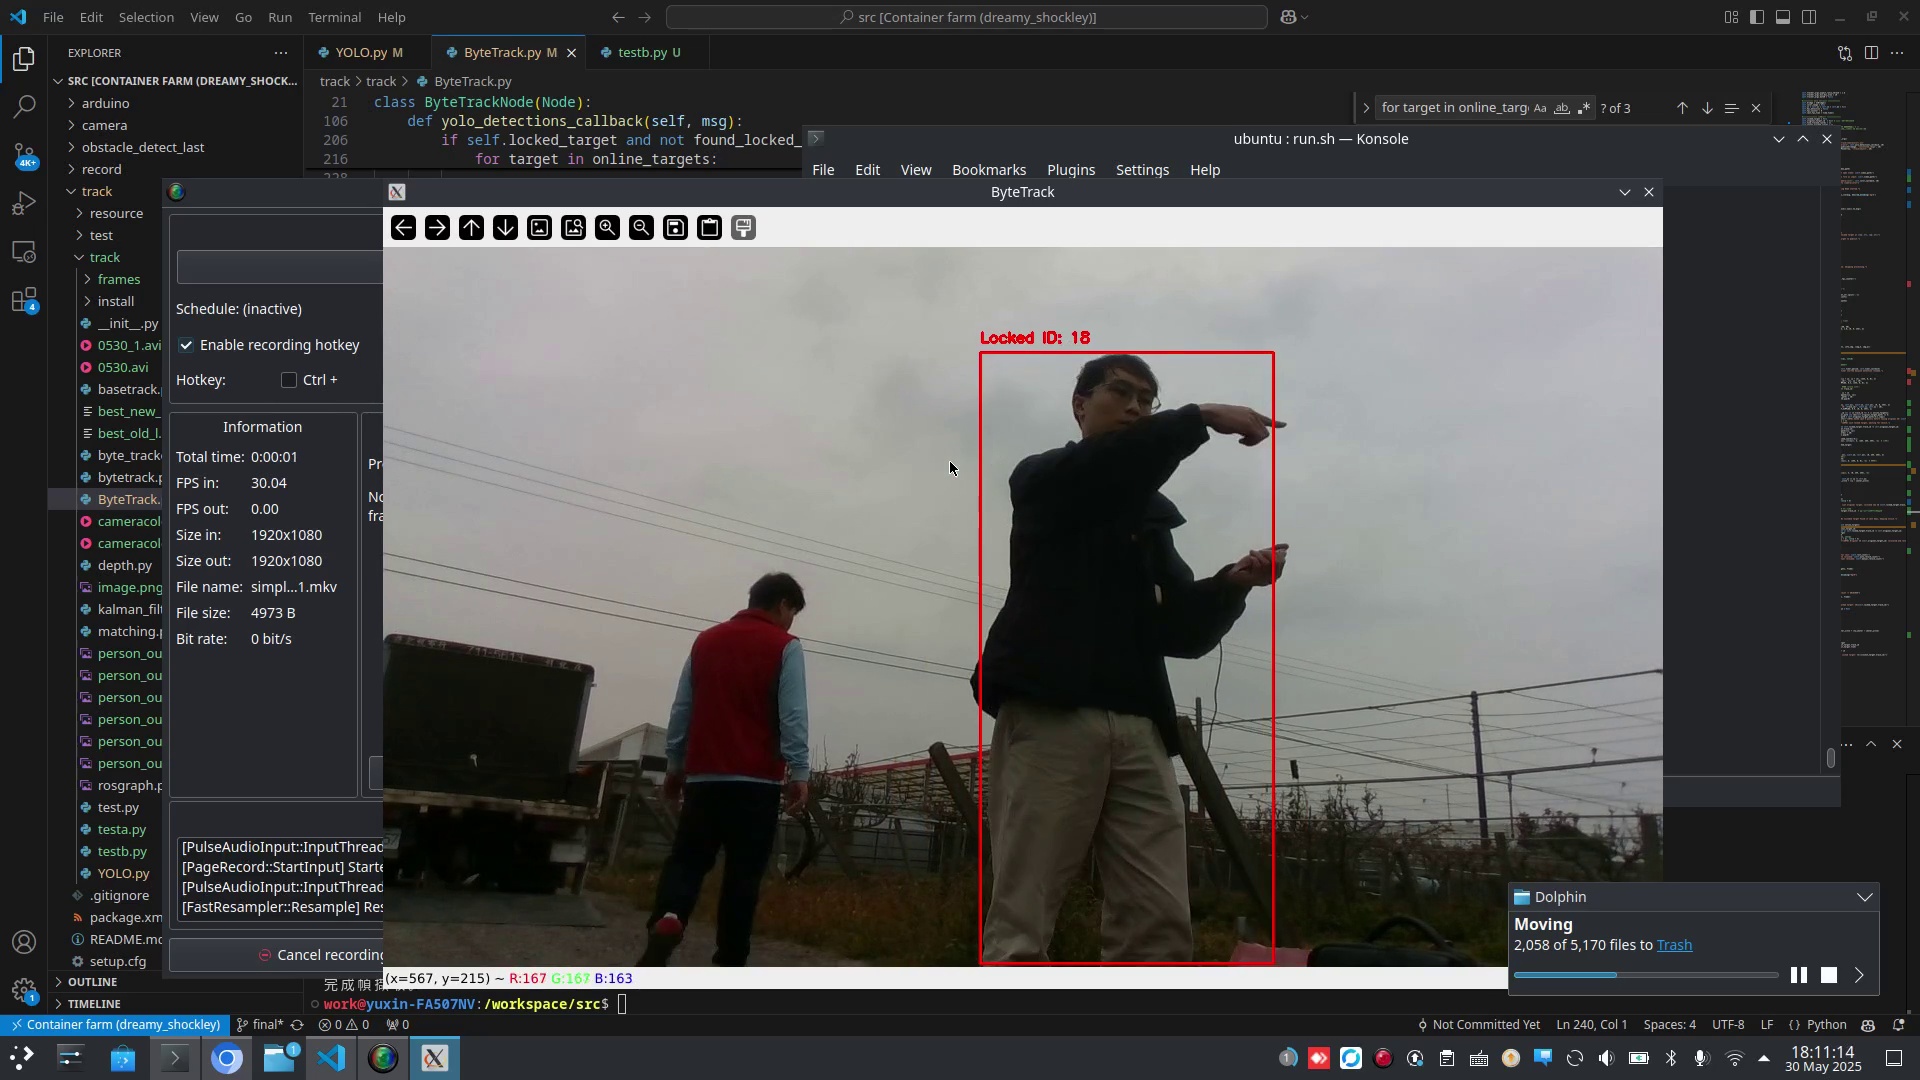 File Edit Selection View Go Run Terminal Help
src [Container farm (dreamy_shockley)]
EXPLORER
YOLO.py M
ByteTrack.py M
testb.py U
SRC [CONTAINER FARM (DREAMY_SHOCK...
track > track > ByteTrack.py
arduino
camera
obstacle_detect_last
record
track
resource
test
track
frames
install
__init__.py
0530_1.avi
0530.avi
basetrack.
best_new_
best_old_l.
byte_track
bytetrack.p
ByteTrack.
cameracol
cameracol
depth.py
image.png
kalman_filt
matching.p
person_ou
person_ou
person_ou
person_ou
person_ou
person_ou
rosgraph.p
test.py
testa.py
testb.py
YOLO.py
.gitignore
package.xm
README.md
setup.cfg
OUTLINE
TIMELINE
4K+
4
1
21 class ByteTrackNode(Node):
106 def yolo_detections_callback(self, msg):
206 if self.locked_target and not found_locked_
216 for target in online_targets:
for target in online_targ Aa ab ? of 3
ubuntu : run.sh — Konsole
File Edit View Bookmarks Plugins Settings Help
ByteTrack
Schedule: (inactive)
Enable recording hotkey
Hotkey: Ctrl +
Information
Total time: 0:00:01
FPS in: 30.04
FPS out: 0.00
Size in: 1920x1080
Size out: 1920x1080
File name: simpl...1.mkv
File size: 4973 B
Bit rate: 0 bit/s
Pr
No
fra
[PulseAudioInput::InputThread
[PageRecord::StartInput] Starte
[PulseAudioInput::InputThread
[FastResampler::Resample] Res
Cancel recording
Locked ID: 18
(x=567, y=215) ~ R:167 G:167 B:163
work@yuxin-FA507NV:/workspace/src$
Dolphin
Moving
2,058 of 5,170 files to Trash
Container farm (dreamy_shockley) final* 0 0 0
Not Committed Yet Ln 240, Col 1 Spaces: 4 UTF-8 LF {} Python
1
1
18:11:14
30 May 2025